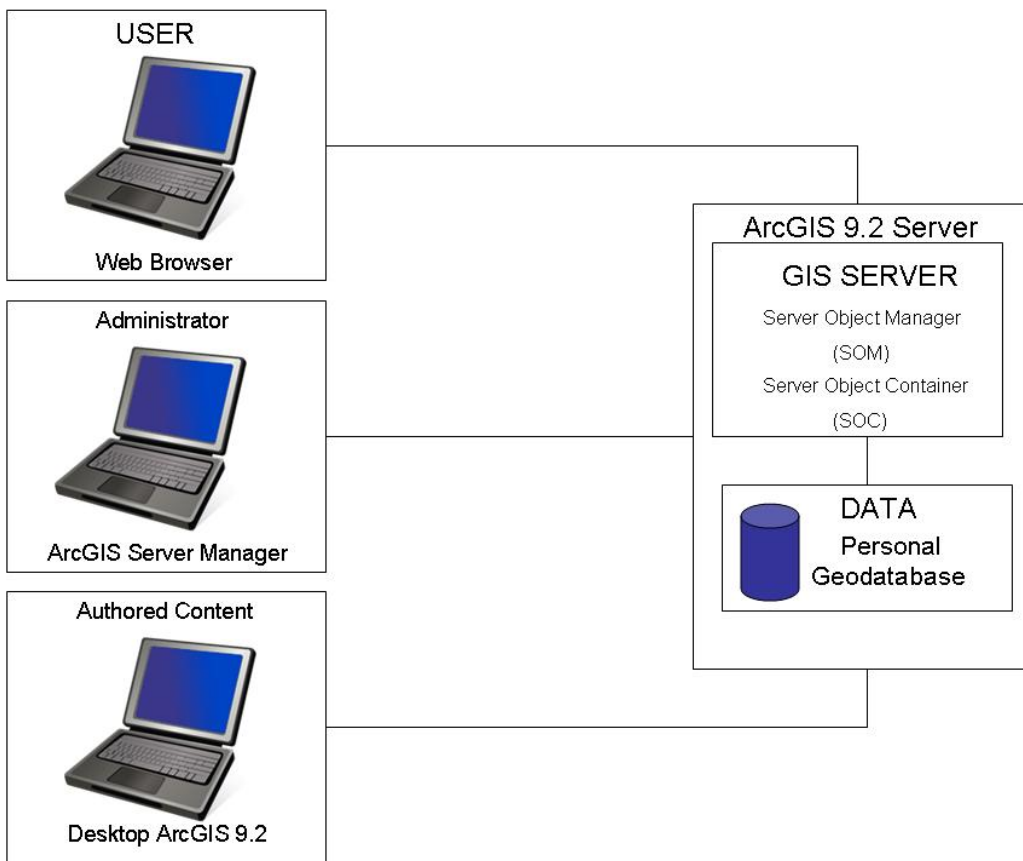 USER
Web Browser
Administrator
ArcGIS Server Manager
Authored Content
Desktop ArcGIS 9.2
ArcGIS 9.2 Server
GIS SERVER
Server Object Manager
(SOM)
Server Object Container
(SOC)
DATA
Personal
Geodatabase